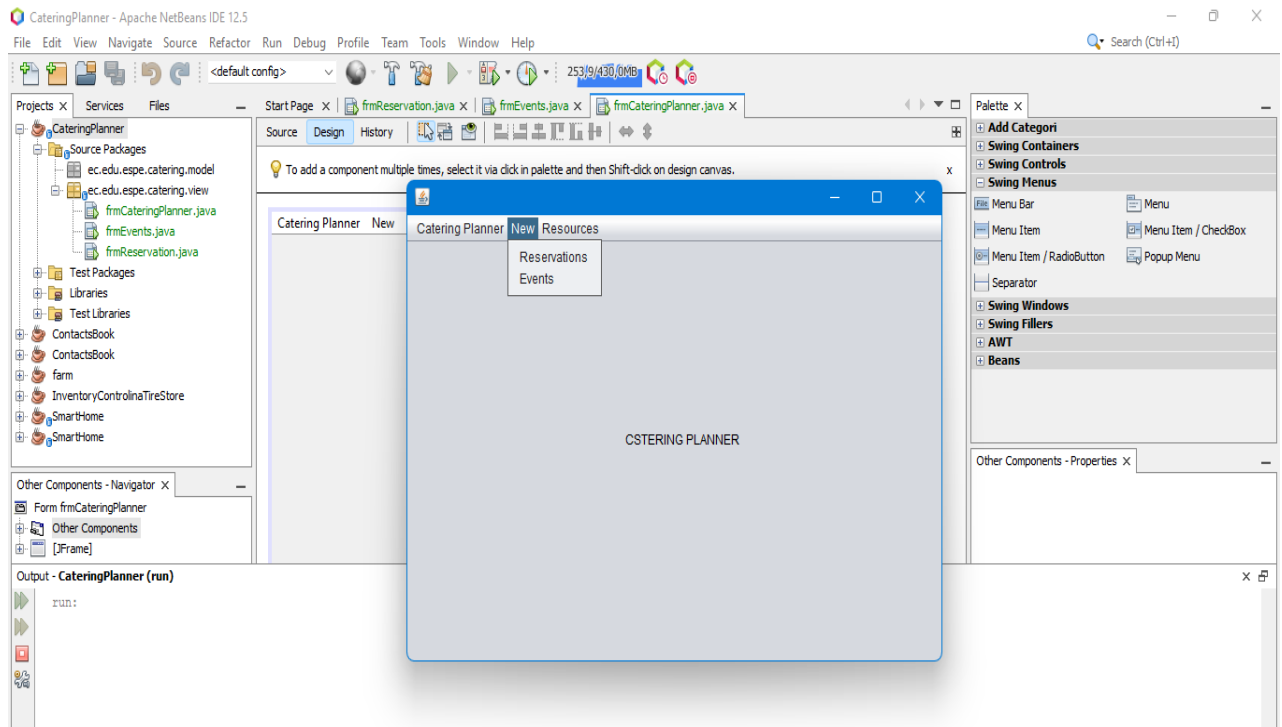 CateringPlanner - Apache NetBeans IDE 12.5
File Edit View Navigate Source Refactor Run Debug Profile Team Tools Window Help
Search (Ctrl+I)
<default config>
253,9/430,0MB
Projects X Services Files
Start Page X frmReservation.java X frmEvents.java X frmCateringPlanner.java X
Palette X
Source Design History
To add a component multiple times, select it via click in palette and then Shift-click on design canvas. x
CateringPlanner
Source Packages
ec.edu.espe.catering.model
ec.edu.espe.catering.view
frmCateringPlanner.java
frmEvents.java
frmReservation.java
Test Packages
Libraries
Test Libraries
ContactsBook
ContactsBook
farm
InventoryControlinaTireStore
SmartHome
SmartHome
Catering Planner New
Catering Planner New Resources
Reservations
Events
CSTERING PLANNER
Add Categori
Swing Containers
Swing Controls
Swing Menus
Menu Bar Menu
Menu Item Menu Item / CheckBox
Menu Item / RadioButton Popup Menu
Separator
Swing Windows
Swing Fillers
AWT
Beans
Other Components - Properties X
Other Components - Navigator X
Form frmCateringPlanner
Other Components
[JFrame]
Output - CateringPlanner (run)
run: